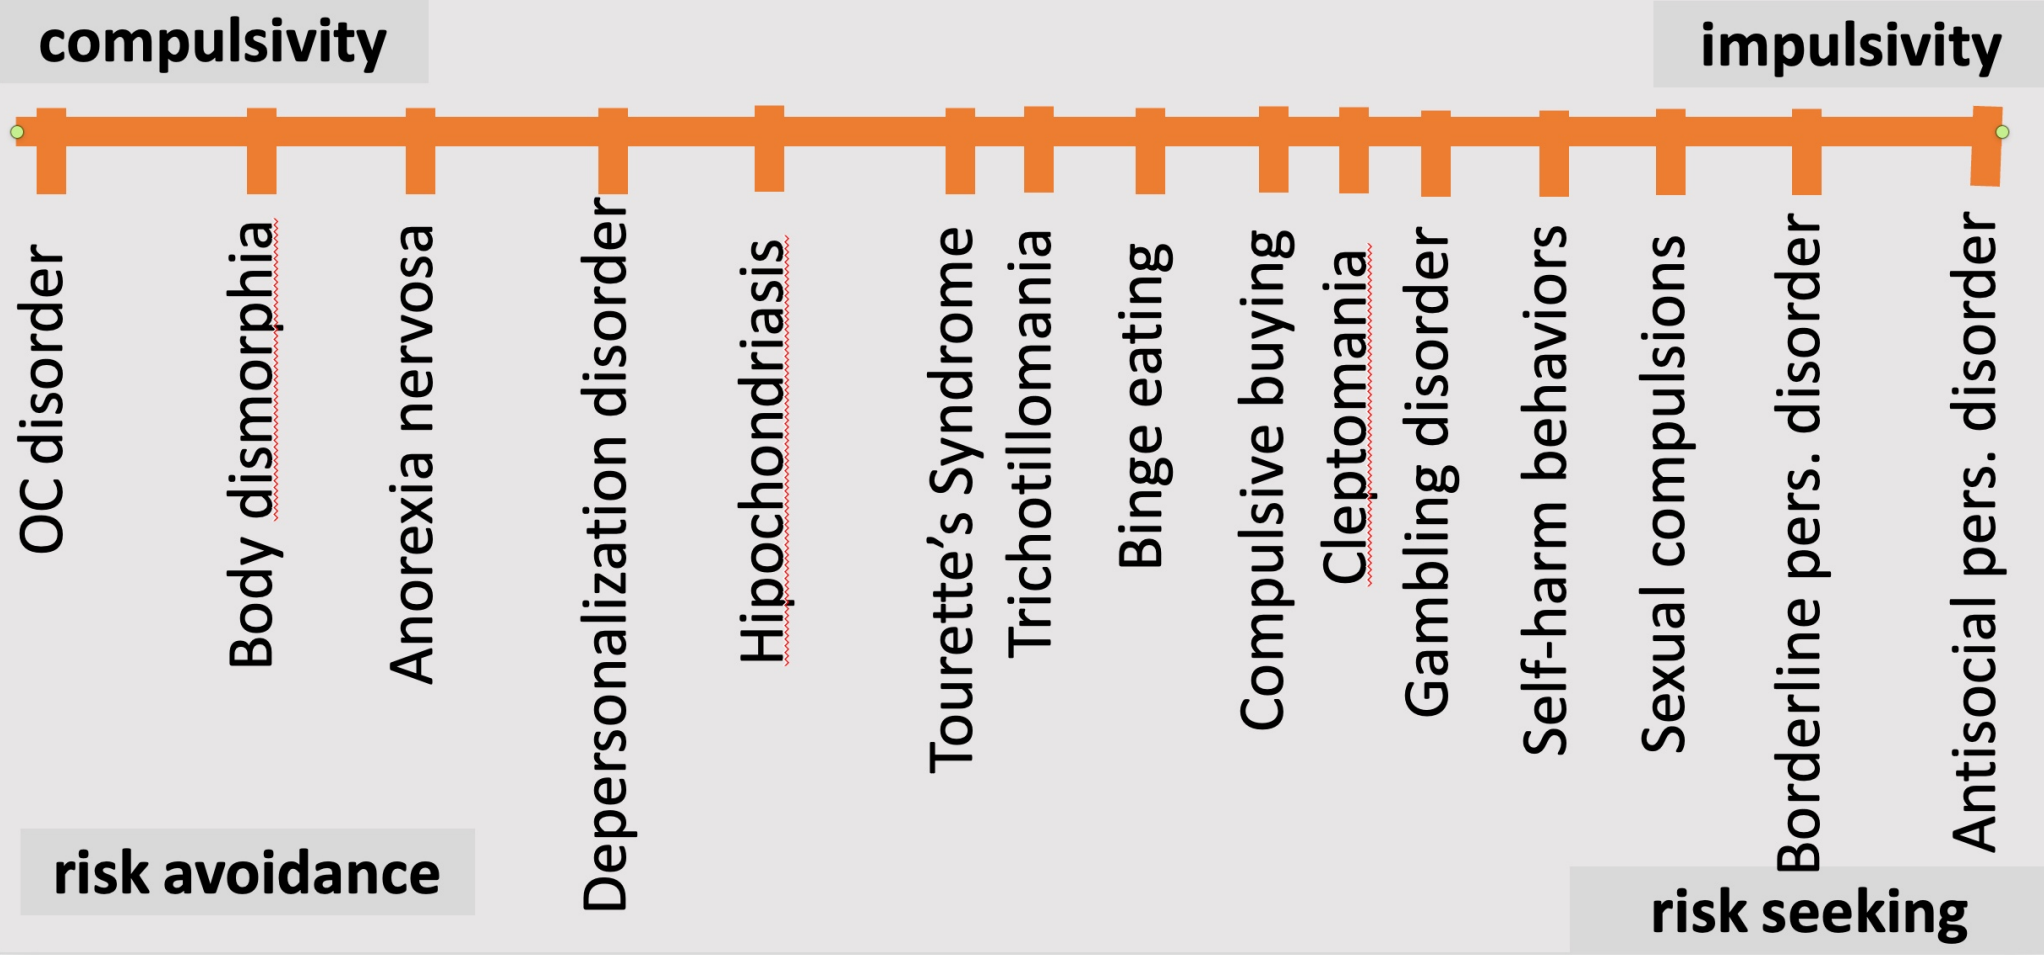 compulsivity
impulsivity
OC disorder
Body dismorphia
Anorexia nervosa
Depersonalization disorder
Hipochondriasis
Tourette’s Syndrome
Trichotillomania
Binge eating
Compulsive buying
Cleptomania
Gambling disorder
Self-harm behaviors
Sexual compulsions
Borderline pers. disorder
Antisocial pers. disorder
risk avoidance
risk seeking